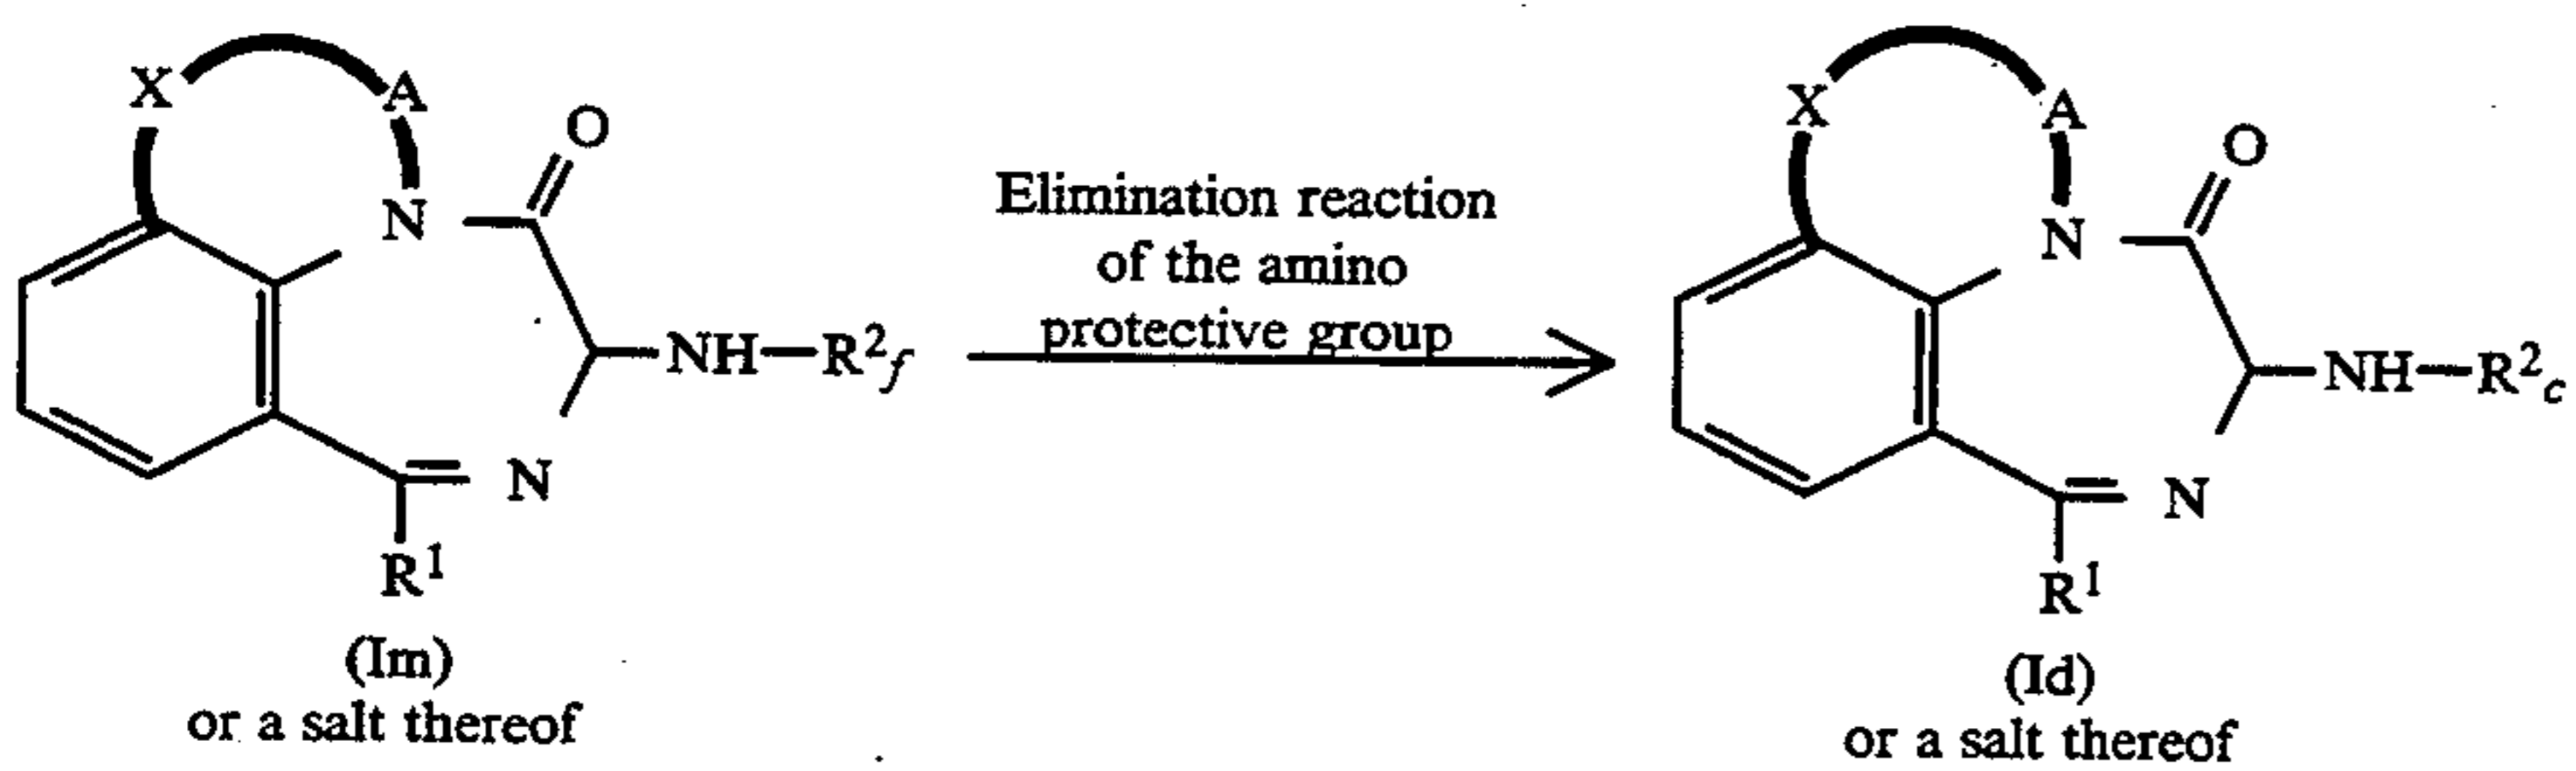 X A O
N
NH—R²f
N
R¹
(Im)
or a salt thereof
Elimination reaction
of the amino
protective group
X A O
N
NH—R²c
N
R¹
(Id)
or a salt thereof